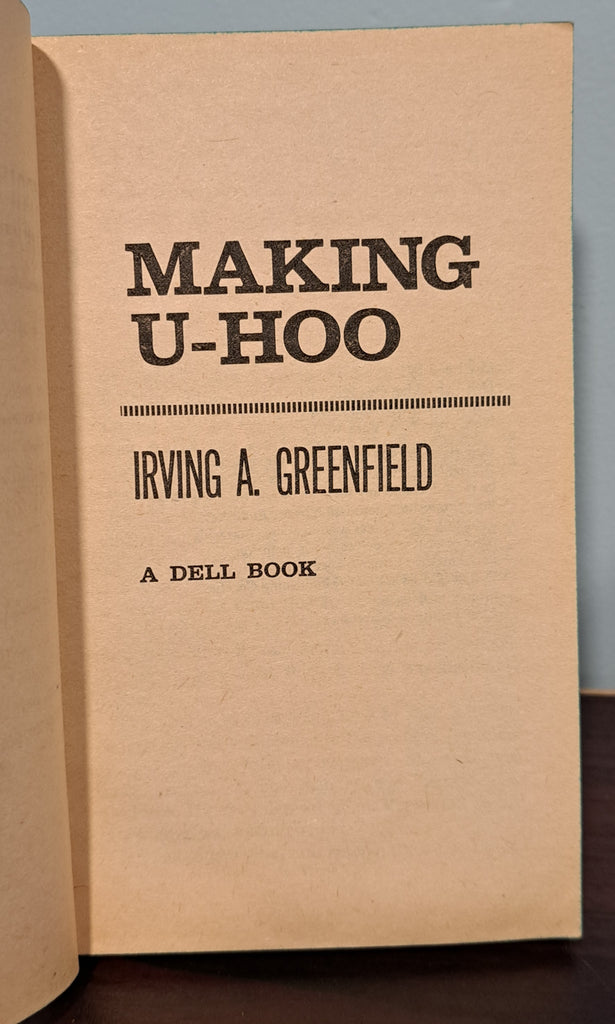 MAKING
U-HOO
IRVING A. GREENFIELD
A DELL BOOK